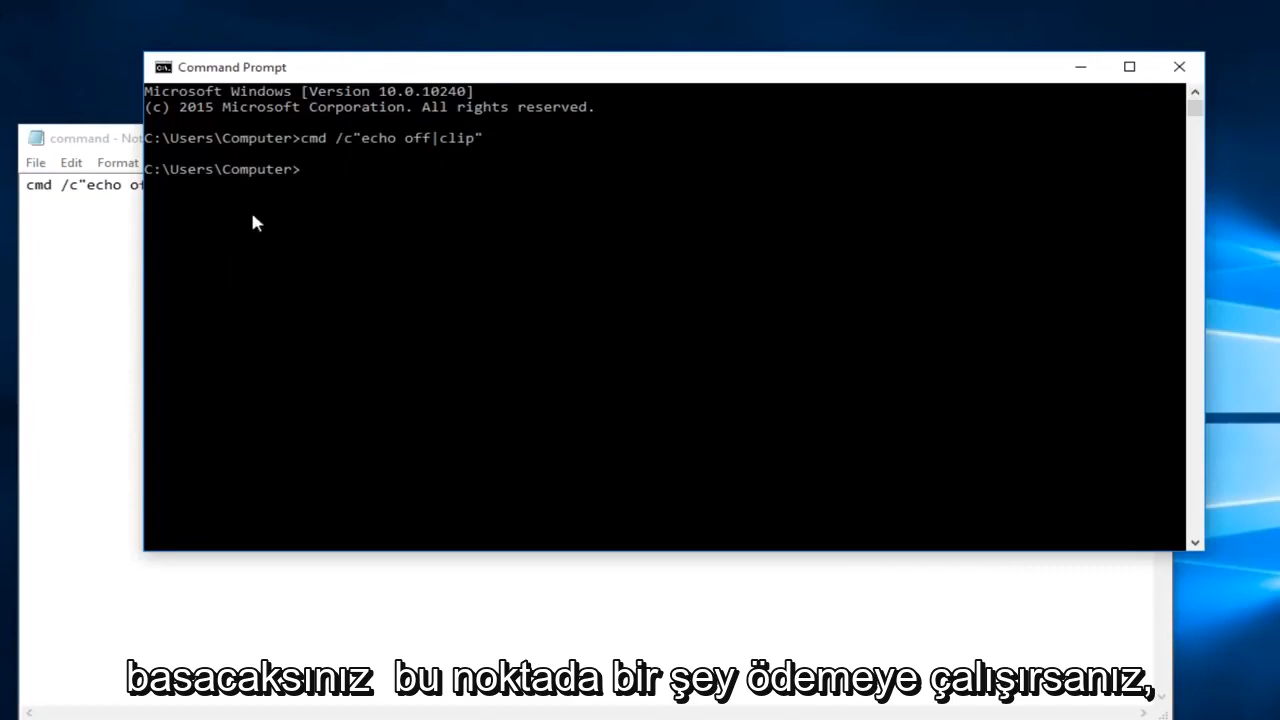 Command Prompt
Microsoft Windows [Version 10.0.10240]
(c) 2015 Microsoft Corporation. All rights reserved.
C:\Users\Computer>cmd /c"echo off|clip"
C:\Users\Computer>
command - Not
File Edit Format
cmd /c"echo of
basacaksınız bu noktada bir şey ödemeye çalışırsanız,